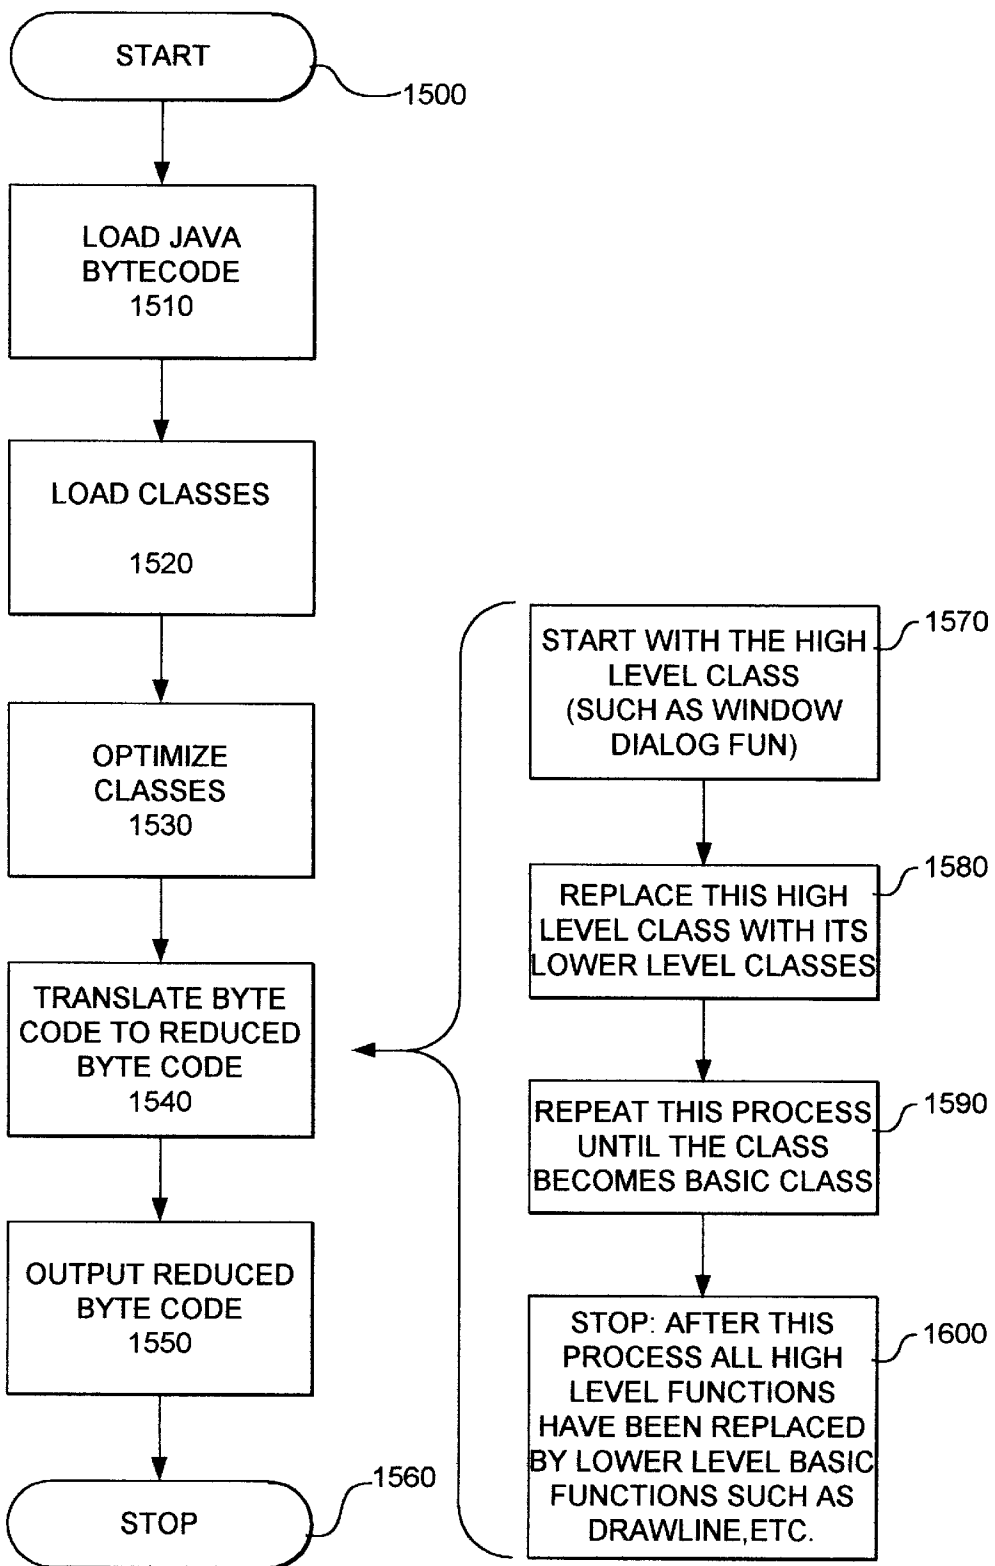 START
1500
LOAD JAVA
BYTECODE
1510
LOAD CLASSES
1520
OPTIMIZE
CLASSES
1530
TRANSLATE BYTE
CODE TO REDUCED
BYTE CODE
1540
OUTPUT REDUCED
BYTE CODE
1550
STOP
1560
START WITH THE HIGH
LEVEL CLASS
(SUCH AS WINDOW
DIALOG FUN)
1570
REPLACE THIS HIGH
LEVEL CLASS WITH ITS
LOWER LEVEL CLASSES
1580
REPEAT THIS PROCESS
UNTIL THE CLASS
BECOMES BASIC CLASS
1590
STOP: AFTER THIS
PROCESS ALL HIGH
LEVEL FUNCTIONS
HAVE BEEN REPLACED
BY LOWER LEVEL BASIC
FUNCTIONS SUCH AS
DRAWLINE,ETC.
1600